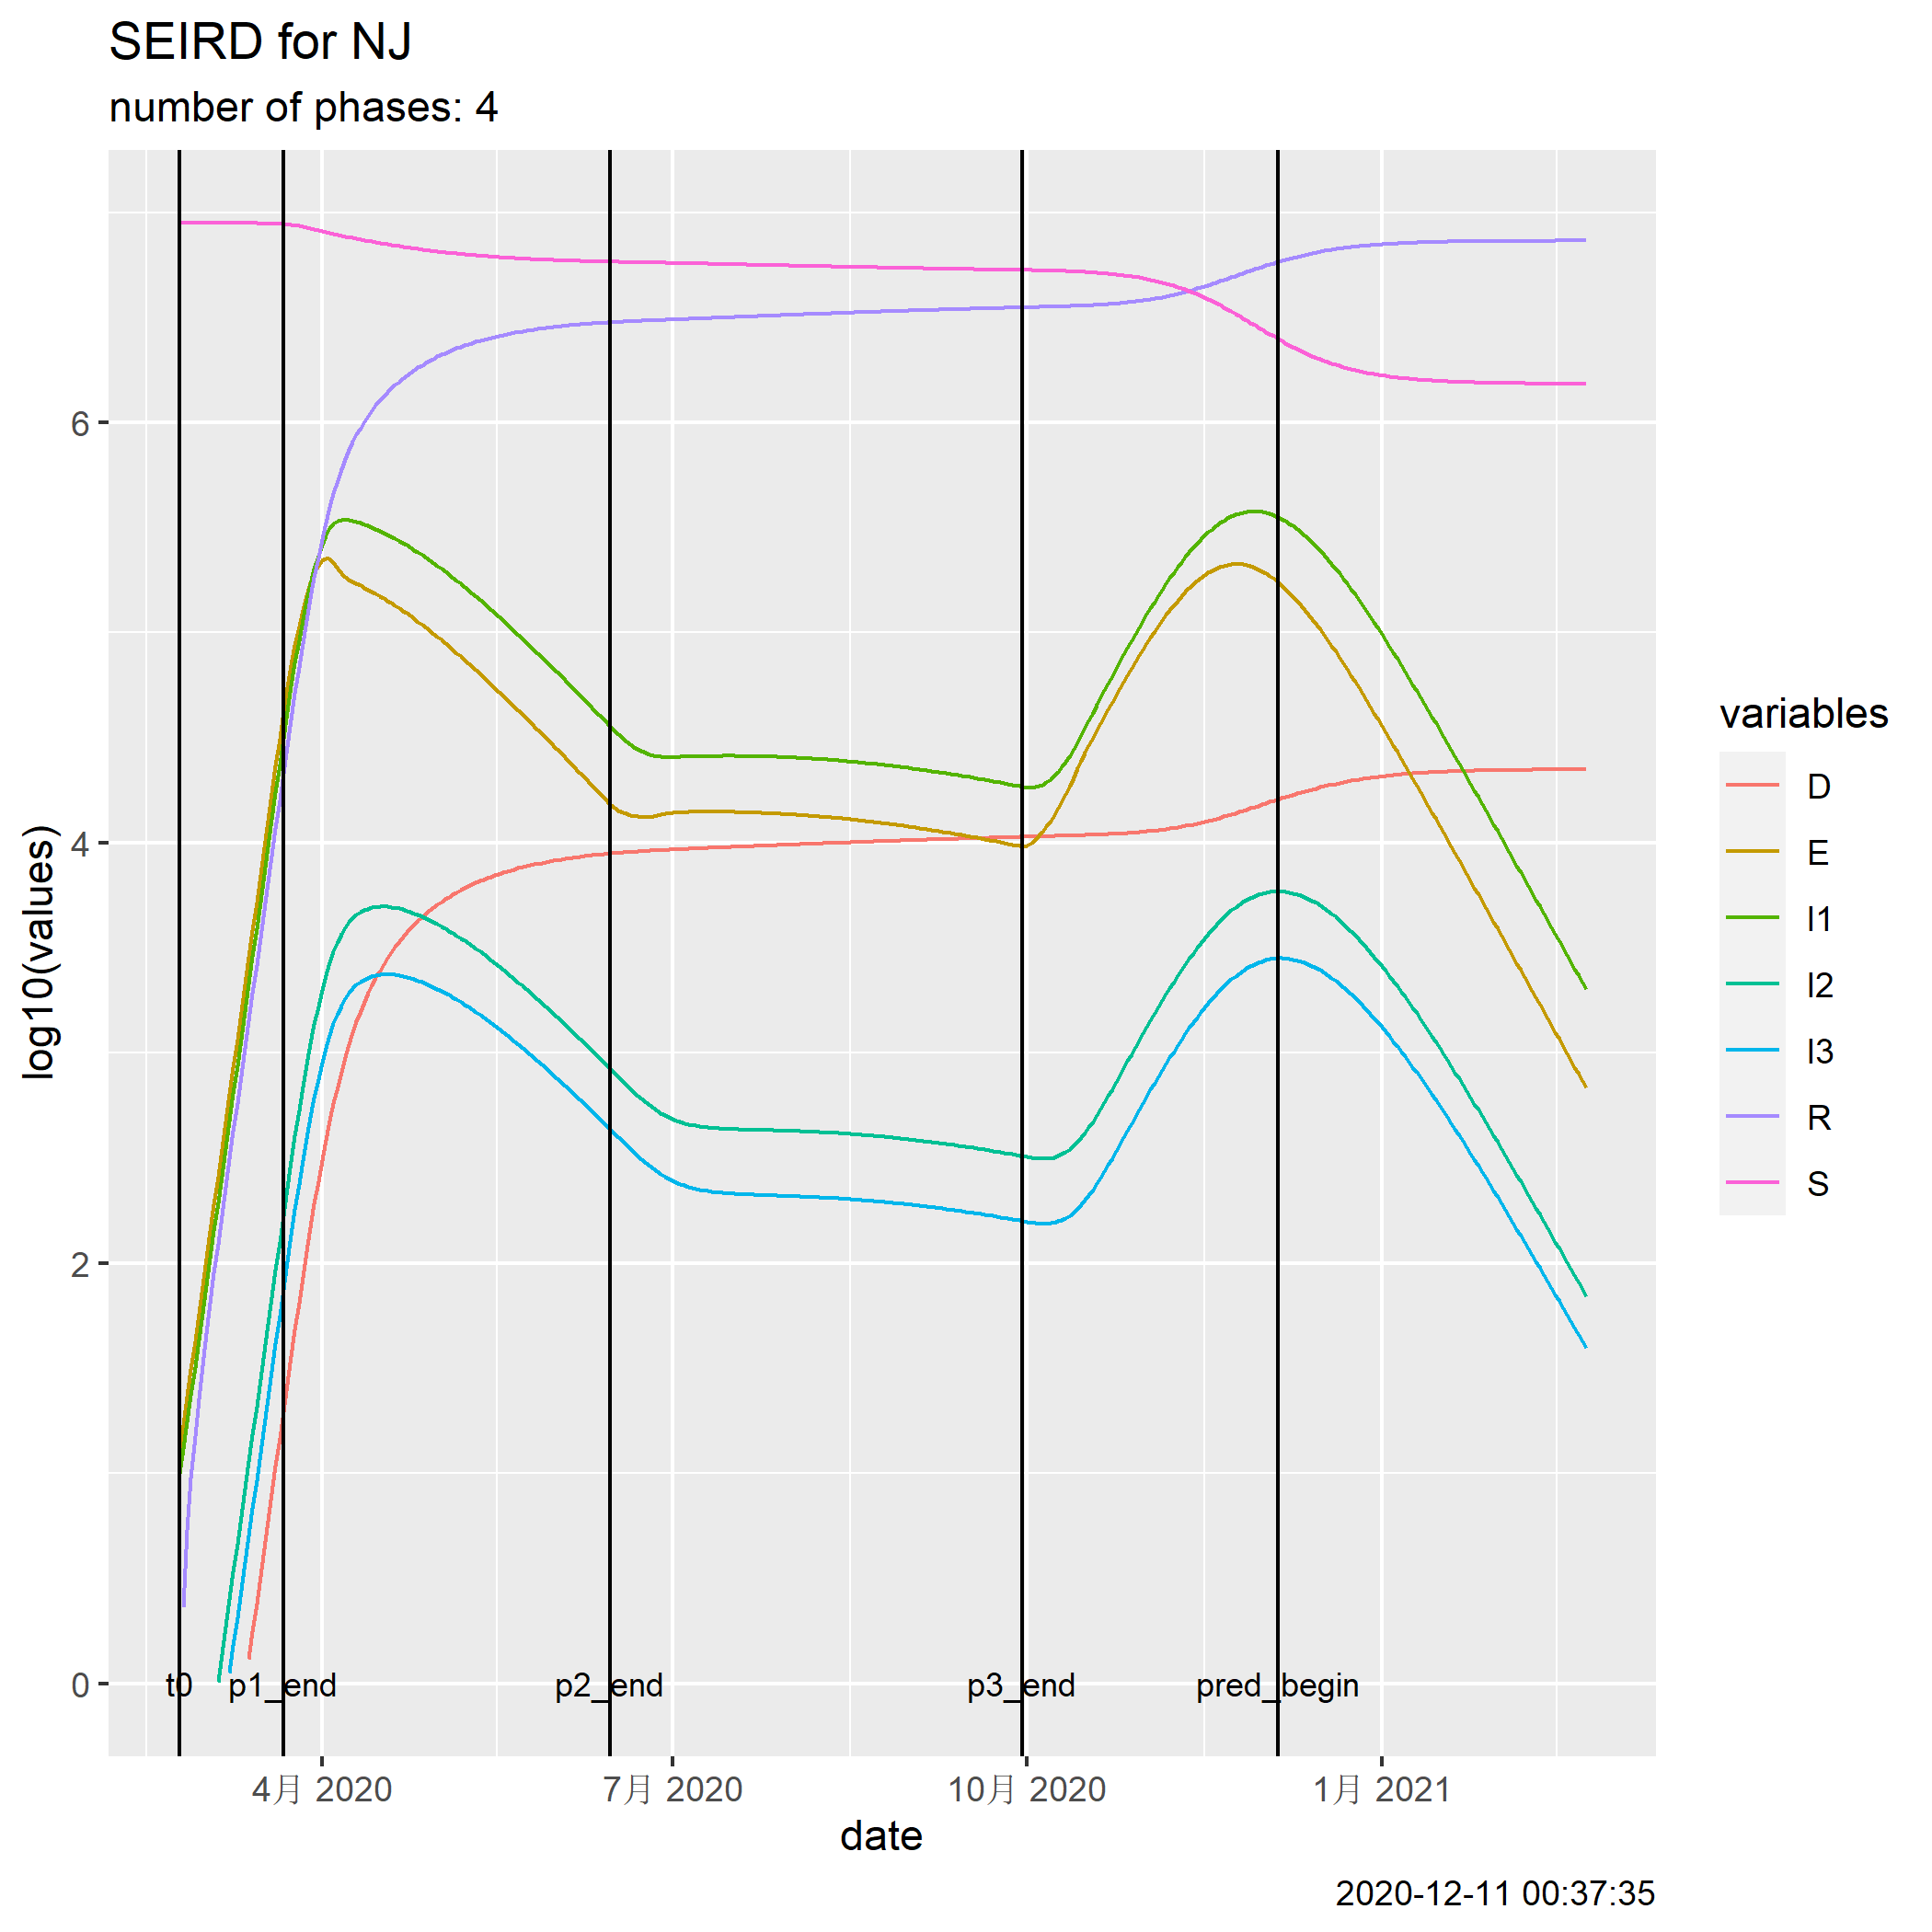 SEIRD for NJ
number of phases: 4
log10(values)
6
4
2
0
t0
p1_end
p2_end
p3_end
pred_begin
4月 2020
7月 2020
10月 2020
1月 2021
date
variables
D
E
I1
I2
I3
R
S
2020-12-11 00:37:35